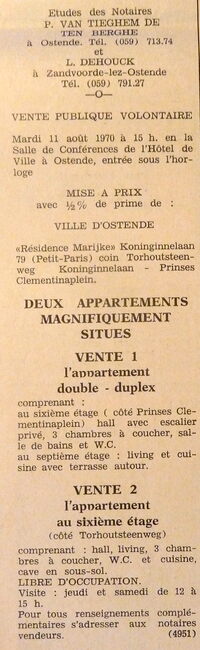 Etudes des Notaires
P. VAN TIEGHEM DE
TEN BERGHE
à Ostende. Tél. (059) 713.74
et
L. DEHOUCK
à Zandvoorde-lez-Ostende
Tél. (059) 791.27
—O—
VENTE PUBLIQUE VOLONTAIRE
Mardi 11 août 1970 à 15 h. en la
Salle de Conférences de l'Hôtel de
Ville à Ostende, entrée sous l'hor-
loge
MISE A PRIX
avec ½% de prime de :
VILLE D'OSTENDE
«Résidence Marijke» Koninginnelaan
79 (Petit-Paris) coin Torhoutsteen-
weg Koninginnelaan - Prinses
Clementinaplein.
DEUX APPARTEMENTS
MAGNIFIQUEMENT
SITUES
VENTE 1
l'appartement
double - duplex
comprenant :
au sixième étage ( côté Prinses Cle-
mentinaplein) hall avec escalier
privé, 3 chambres à coucher, sal-
le de bains et W.C.
au septième étage : living et cui-
sine avec terrasse autour.
VENTE 2
l'appartement
au sixième étage
(côté Torhoutsteenweg)
comprenant : hall, living, 3 cham-
bres à coucher, W.C. et cuisine,
cave en sous-sol.
LIBRE D'OCCUPATION.
Visite : jeudi et samedi de 12 à
15 h.
Pour tous renseignements complé-
mentaires s'adresser aux notaires
vendeurs. (4951)